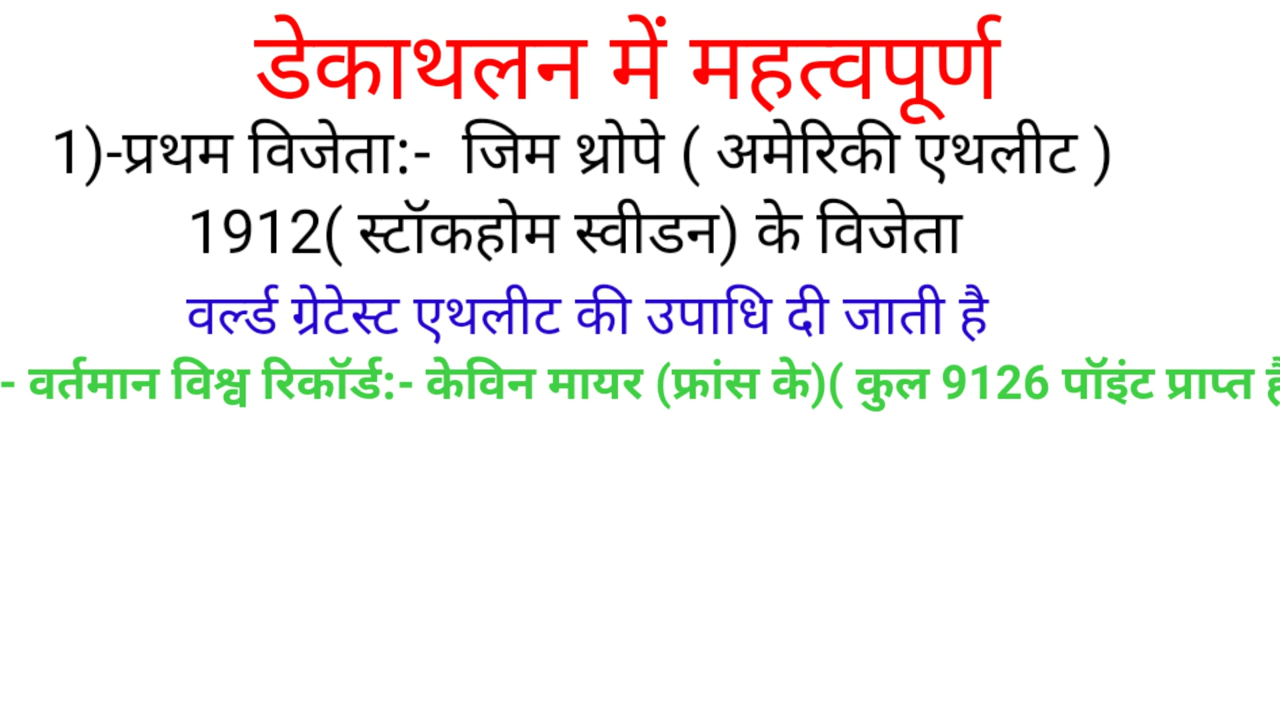 डेकाथलन में महत्वपूर्ण
1)-प्रथम विजेता:- जिम थ्रोपे ( अमेरिकी एथलीट )
1912( स्टॉकहोम स्वीडन) के विजेता
वर्ल्ड ग्रेटेस्ट एथलीट की उपाधि दी जाती है
- वर्तमान विश्व रिकॉर्ड:- केविन मायर (फ्रांस के)( कुल 9126 पॉइंट प्राप्त